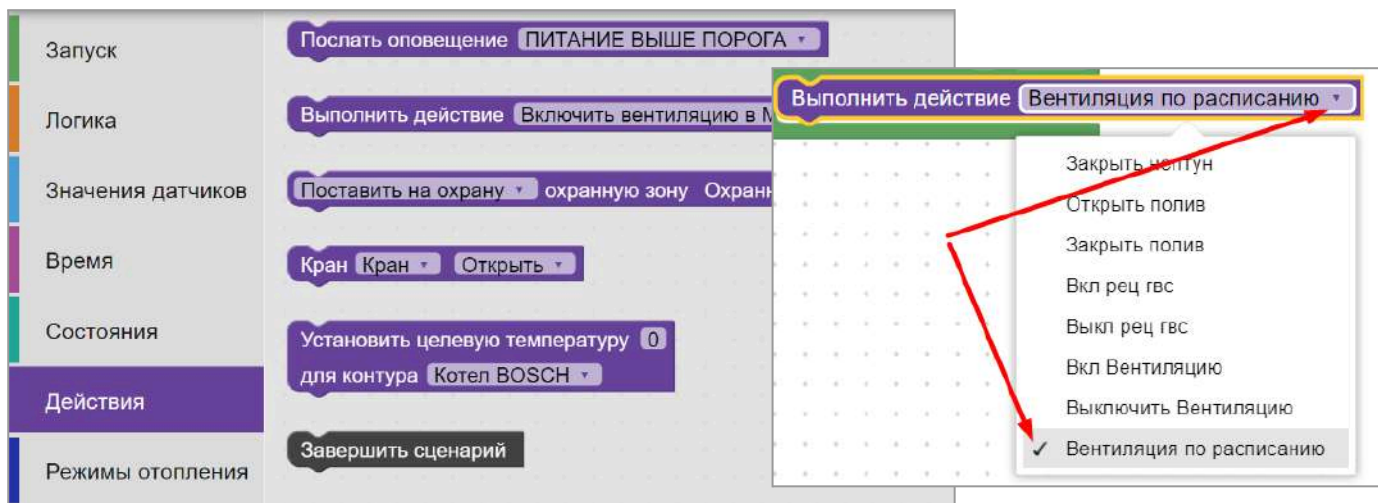 Запуск
Логика
Значения датчиков
Время
Состояния
Действия
Режимы отопления
Послать оповещение ПИТАНИЕ ВЫШЕ ПОРОГА
Выполнить действие Включить вентиляцию в
Поставить на охрану охранную зону
Кран Кран Открыть
Установить целевую температуру 0
для контура Котел BOSCH
Завершить сценарий
Выполнить действие Вентиляция по расписанию
Закрыть нептун
Открыть полив
Закрыть полив
Вкл рец гвс
Выкл рец гвс
Вкл Вентиляцию
Выключить Вентиляцию
✓ Вентиляция по расписанию